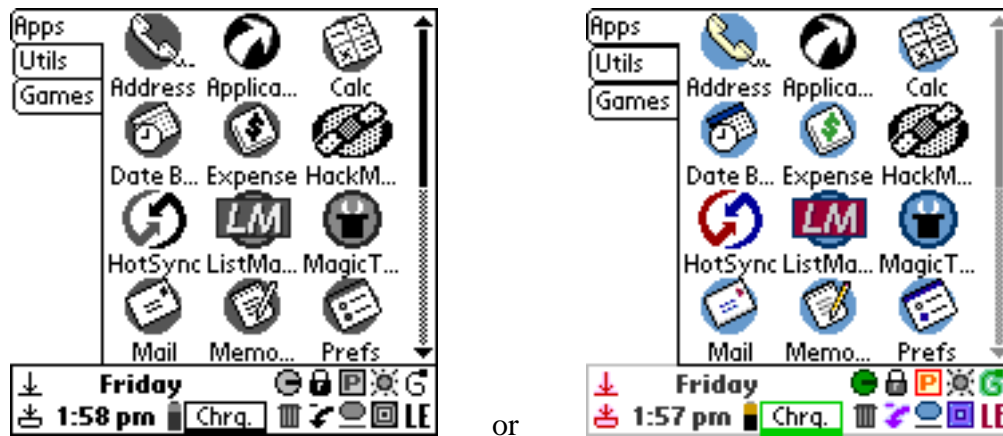 Apps
Utils
Games
Address Applica... Calc
Date B... Expense HackM...
LM
HotSync ListMa... MagicT...
Mail Memo... Prefs
Friday P G
1:58 pm Chrg. LE
or
Apps
Utils
Games
Address Applica... Calc
Date B... Expense HackM...
LM
HotSync ListMa... MagicT...
Mail Memo... Prefs
Friday P G
1:57 pm Chrg. LE